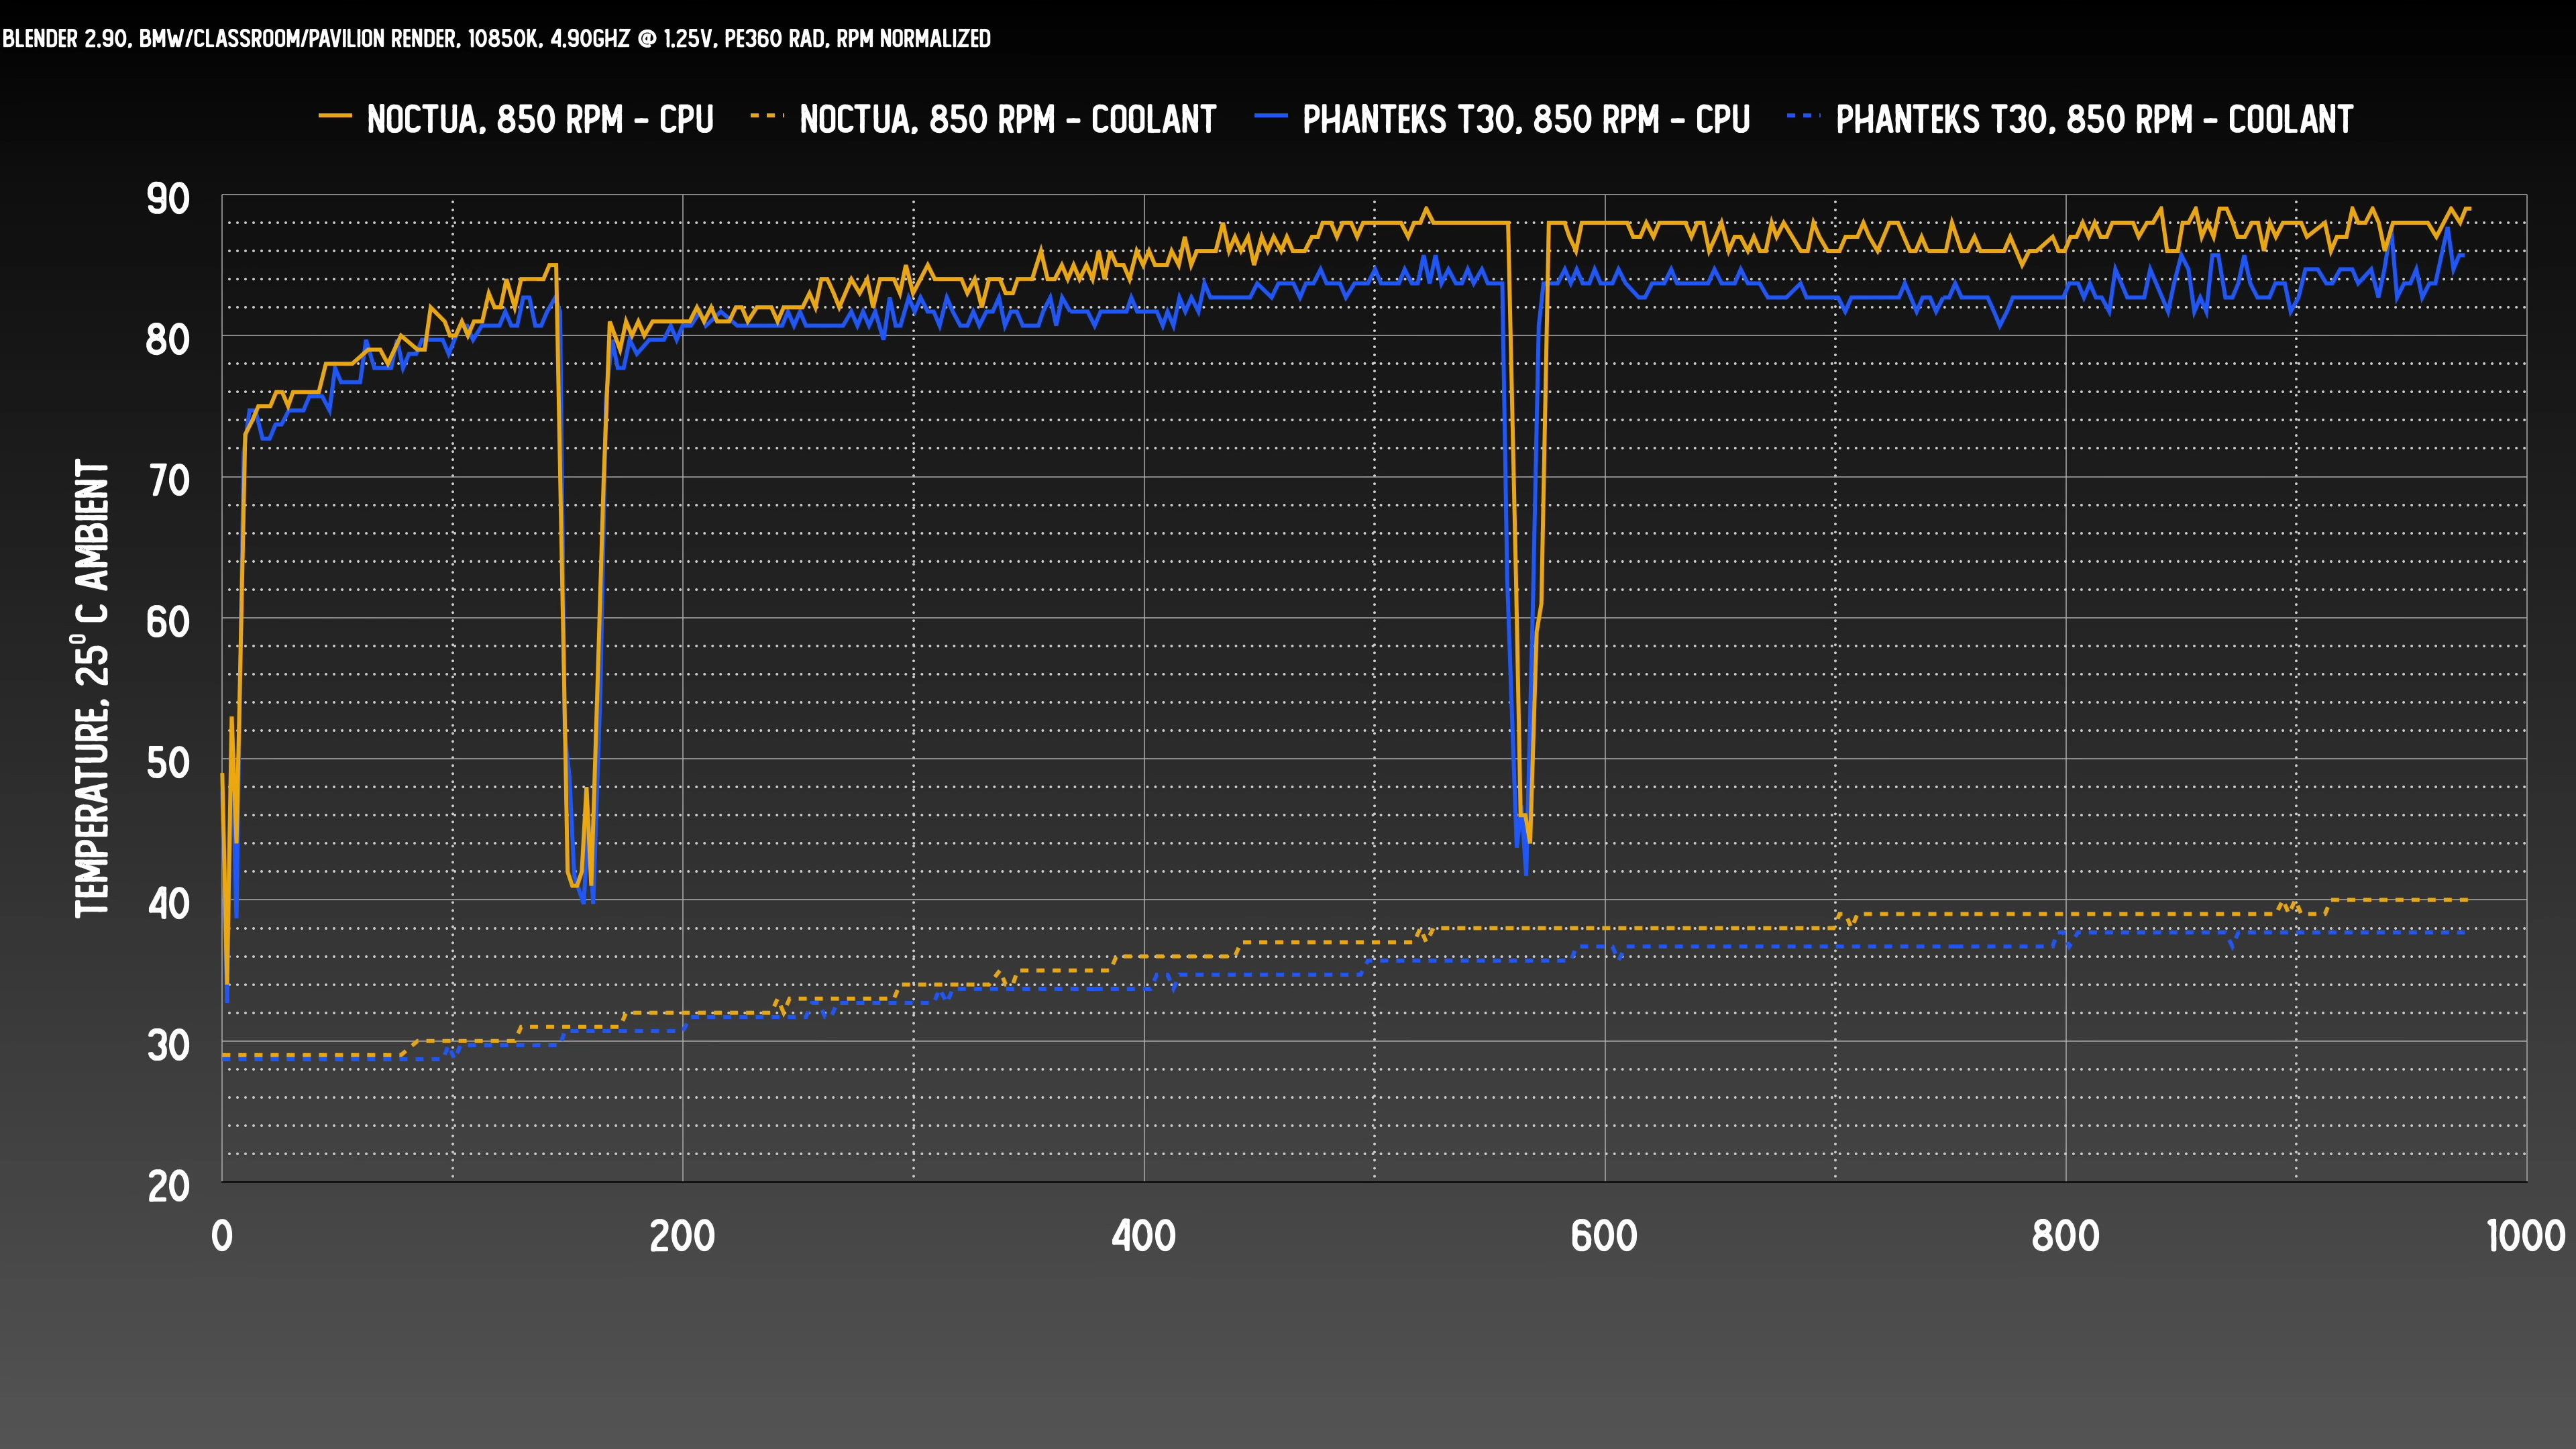 BLENDER 2.90, BMW/CLASSROOM/PAVILION RENDER, 10850K, 4.90GHZ @ 1.25V, PE360 RAD, RPM NORMALIZED
NOCTUA, 850 RPM - CPU
NOCTUA, 850 RPM - COOLANT
PHANTEKS T30, 850 RPM - CPU
PHANTEKS T30, 850 RPM - COOLANT
TEMPERATURE, 25° C AMBIENT
90
80
70
60
50
40
30
20
0 200 400 600 800 1000